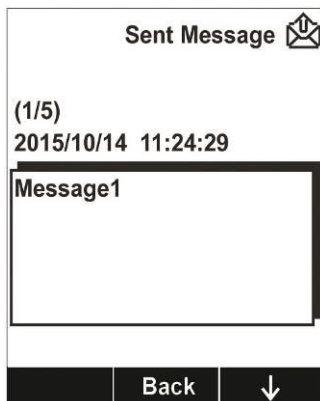 Sent Message
(1/5)
2015/10/14 11:24:29
Message1
Back ↓